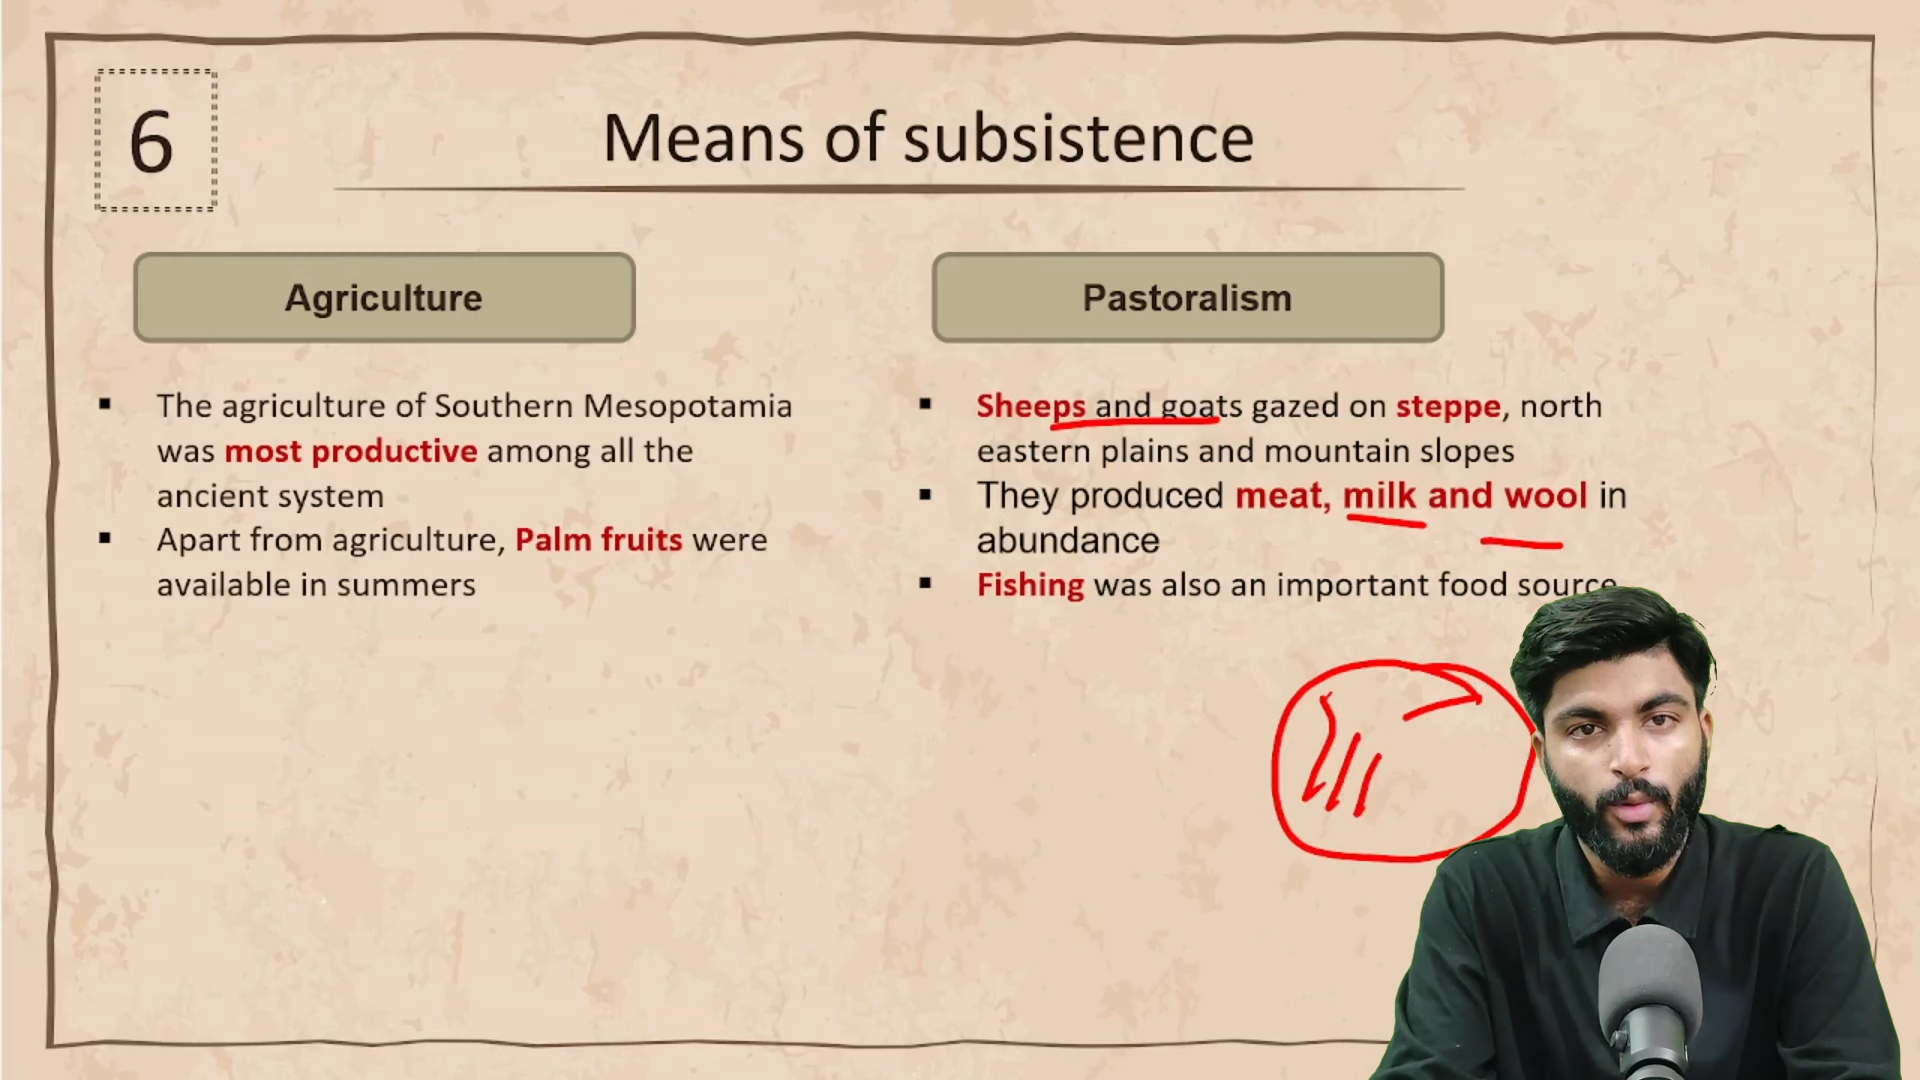 6
Means of subsistence
Agriculture
▪ The agriculture of Southern Mesopotamia
was most productive among all the
ancient system
▪ Apart from agriculture, Palm fruits were
available in summers
Pastoralism
▪ Sheeps and goats gazed on steppe, north
eastern plains and mountain slopes
▪ They produced meat, milk and wool in
abundance
▪ Fishing was also an important food source